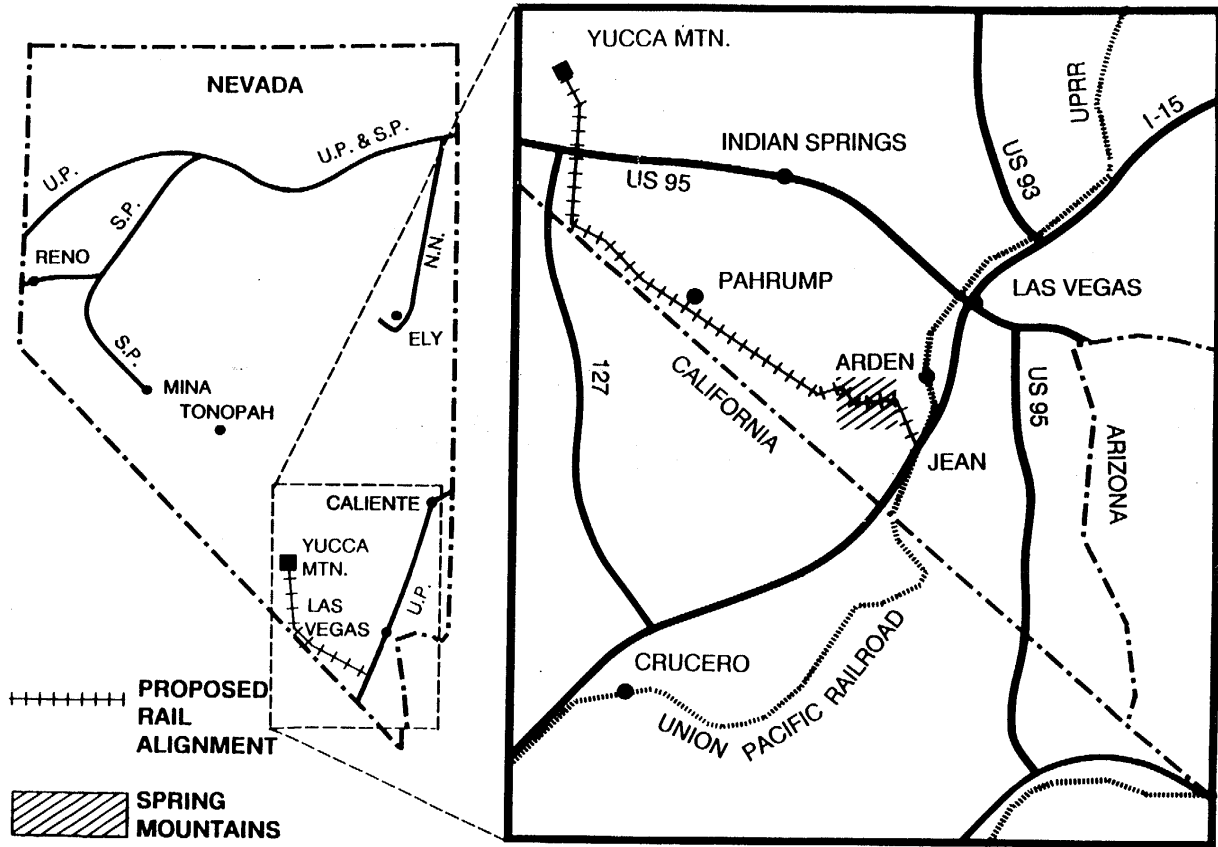 NEVADA
U.P. & S.P.
U.P.
S.P.
RENO
N.N.
ELY
S.P.
MINA
TONOPAH
CALIENTE
YUCCA
MTN.
LAS
VEGAS
U.P.
PROPOSED
RAIL
ALIGNMENT
SPRING
MOUNTAINS
YUCCA MTN.
UPRR
I-15
INDIAN SPRINGS
US 93
US 95
PAHRUMP
LAS VEGAS
127
CALIFORNIA
ARDEN
US 95
JEAN
ARIZONA
CRUCERO
UNION PACIFIC RAILROAD